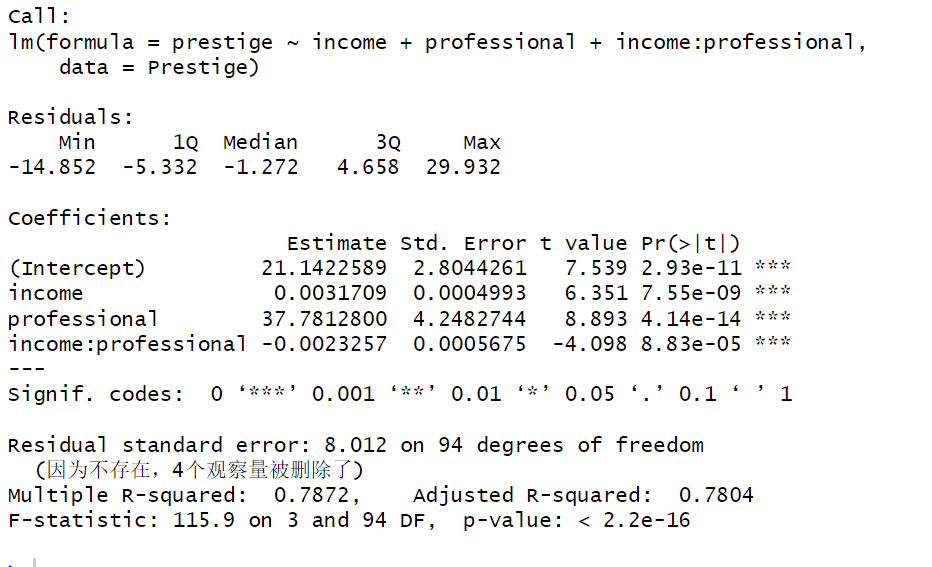 Call:
lm(formula = prestige ~ income + professional + income:professional,
    data = Prestige)
Residuals:
    Min      1Q  Median      3Q     Max
-14.852  -5.332  -1.272   4.658  29.932
Coefficients:
                      Estimate Std. Error t value Pr(>|t|)
(Intercept)         21.1422589  2.8044261   7.539 2.93e-11 ***
income               0.0031709  0.0004993   6.351 7.55e-09 ***
professional        37.7812800  4.2482744   8.893 4.14e-14 ***
income:professional -0.0023257  0.0005675  -4.098 8.83e-05 ***
---
Signif. codes:  0 ‘***’ 0.001 ‘**’ 0.01 ‘*’ 0.05 ‘.’ 0.1 ‘ ’ 1
Residual standard error: 8.012 on 94 degrees of freedom
  (因为不存在，4个观察量被删除了)
Multiple R-squared:  0.7872,    Adjusted R-squared:  0.7804
F-statistic: 115.9 on 3 and 94 DF,  p-value: < 2.2e-16